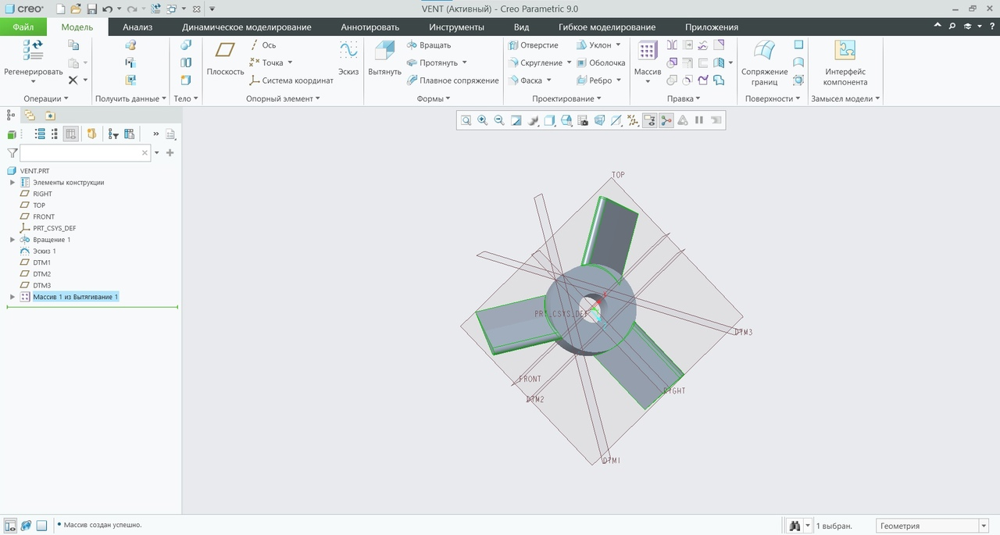 creo VENT (Активный) - Creo Parametric 9.0
Файл Модель Анализ Динамическое моделирование Аннотировать Инструменты Вид Гибкое моделирование Приложения
Регенерировать
Операции
Получить данные
Тело
Плоскость
Ось
Точка
Система координат
Эскиз
Опорный элемент
Вытянуть
Вращать
Протянуть
Плавное сопряжение
Формы
Отверстие
Скругление
Фаска
Уклон
Оболочка
Ребро
Проектирование
Массив
Правка
Сопряжение
границ
Поверхности
Интерфейс
компонента
Замысел модели
VENT.PRT
Элементы конструкции
RIGHT
TOP
FRONT
PRT_CSYS_DEF
Вращение 1
Эскиз 1
DTM1
DTM2
DTM3
Массив 1 из Вытягивание 1
TOP
PRT_CSYS_DEF
DTM3
FRONT
RIGHT
DTM2
DTM1
Массив создан успешно.
1 выбран.
Геометрия